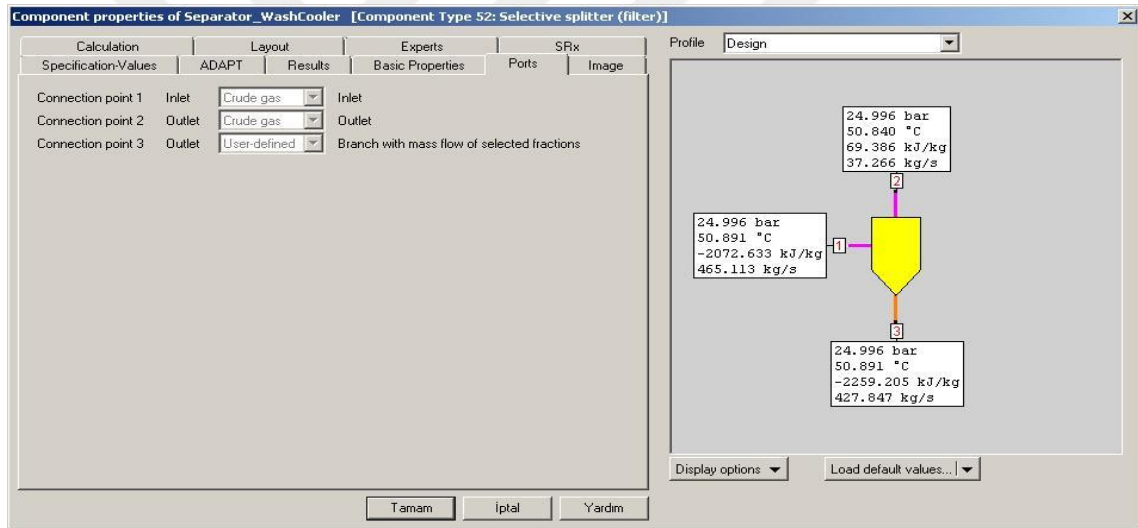 Component properties of Separator_WashCooler [Component Type 52: Selective splitter (filter)]
Calculation Layout Experts SRx
Specification-Values ADAPT Results Basic Properties Ports Image
Connection point 1 Inlet Crude gas Inlet
Connection point 2 Outlet Crude gas Outlet
Connection point 3 Outlet User-defined Branch with mass flow of selected fractions
Profile Design
24.996 bar
50.840 °C
69.386 kJ/kg
37.266 kg/s
2
24.996 bar
50.891 °C
-2072.633 kJ/kg
465.113 kg/s
1
3
24.996 bar
50.891 °C
-2259.205 kJ/kg
427.847 kg/s
Display options Load default values...
Tamam İptal Yardım